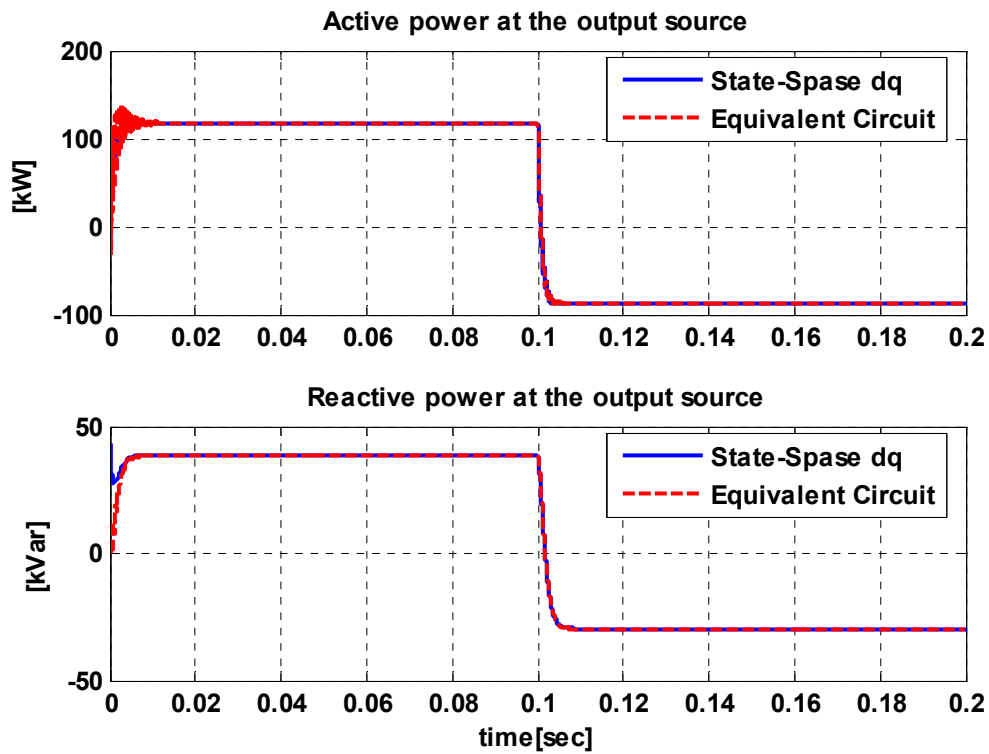 Active power at the output source
200
100
0
-100
[kW]
State-Spase dq
Equivalent Circuit
0 0.02 0.04 0.06 0.08 0.1 0.12 0.14 0.16 0.18 0.2
Reactive power at the output source
50
0
-50
[kVar]
State-Spase dq
Equivalent Circuit
0 0.02 0.04 0.06 0.08 0.1 0.12 0.14 0.16 0.18 0.2
time[sec]